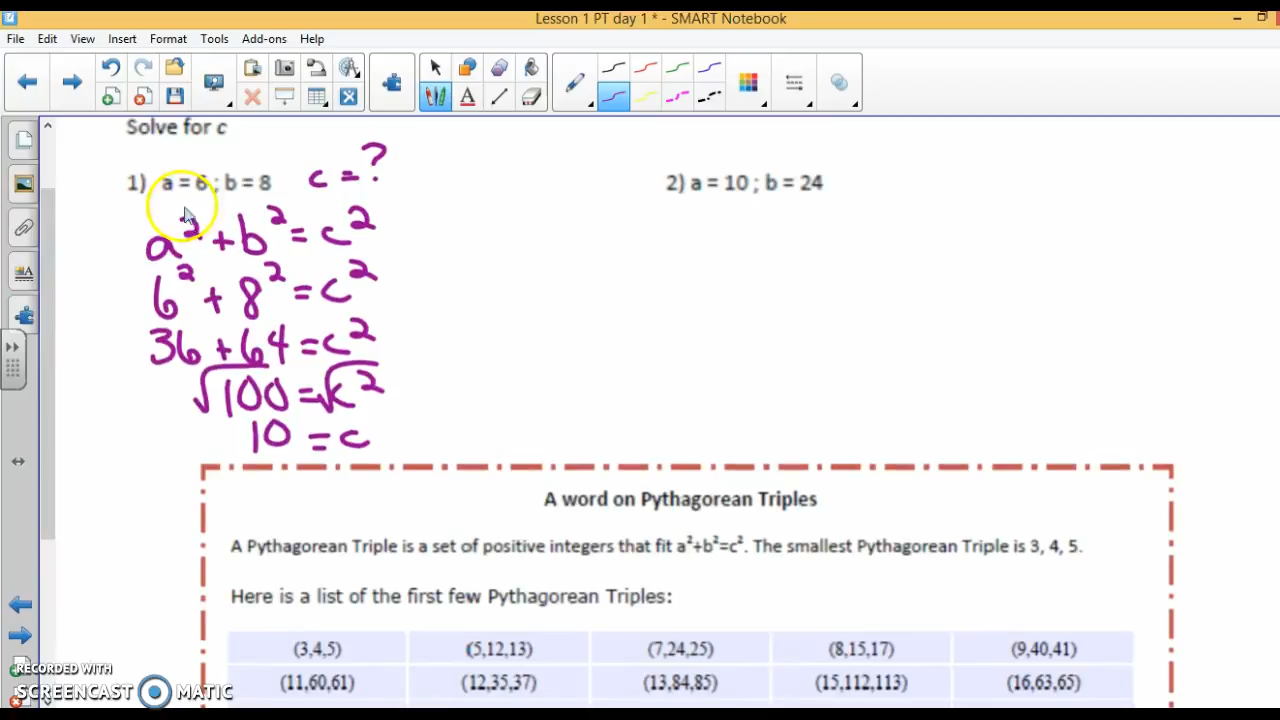 Lesson 1 PT day 1 * - SMART Notebook
File Edit View Insert Format Tools Add-ons Help
Solve for c
1) a = 6 ; b = 8 c = ?
2) a = 10 ; b = 24
a² + b² = c²
6² + 8² = c²
36 + 64 = c²
√100 = √c²
10 = c
A word on Pythagorean Triples
A Pythagorean Triple is a set of positive integers that fit a²+b²=c². The smallest Pythagorean Triple is 3, 4, 5.
Here is a list of the first few Pythagorean Triples:
(3,4,5) (5,12,13) (7,24,25) (8,15,17) (9,40,41)
(11,60,61) (12,35,37) (13,84,85) (15,112,113) (16,63,65)
RECORDED WITH
SCREENCAST MATIC